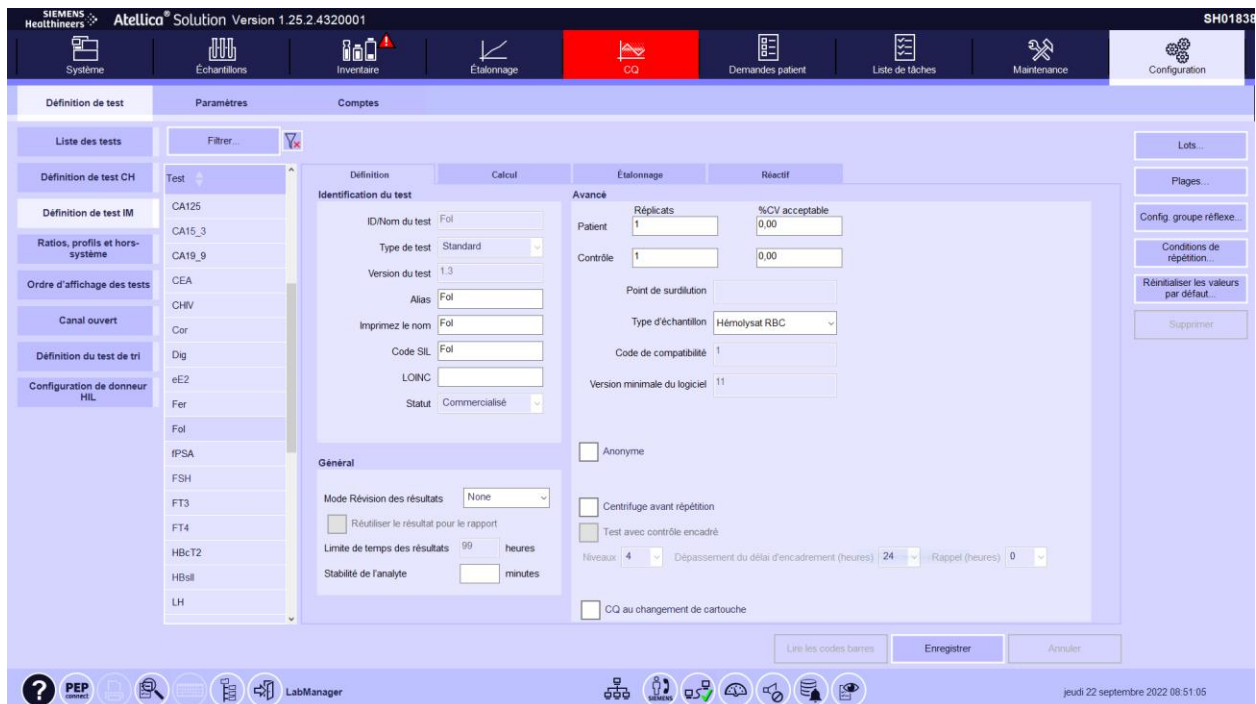 SIEMENS Healthineers Atellica® Solution Version 1.25.2.4320001 SH01838
Système Échantillons Inventaire Étalonnage CQ Demandes patient Liste de tâches Maintenance Configuration
Définition de test Paramètres Comptes
Liste des tests
Définition de test CH
Définition de test IM
Ratios, profils et hors-système
Ordre d'affichage des tests
Canal ouvert
Définition du test de tri
Configuration de donneur HIL
Filtrer...
Test
CA125
CA15_3
CA19_9
CEA
CHIV
Cor
Dig
eE2
Fer
Fol
fPSA
FSH
FT3
FT4
HBcT2
HBsII
LH
Définition Calcul Étalonnage Réactif
Identification du test
ID/Nom du test Fol
Type de test Standard
Version du test 1.3
Alias Fol
Imprimez le nom Fol
Code SIL Fol
LOINC
Statut Commercialisé
Général
Mode Révision des résultats None
Réutiliser le résultat pour le rapport
Limite de temps des résultats 99 heures
Stabilité de l'analyte minutes
Avancé
Réplicats %CV acceptable
Patient 1 0,00
Contrôle 1 0,00
Point de surdilution
Type d'échantillon Hémolysat RBC
Code de compatibilité 1
Version minimale du logiciel 11
Anonyme
Centrifuge avant répétition
Test avec contrôle encadré
Niveaux 4 Dépassement du délai d'encadrement (heures) 24 Rappel (heures) 0
CQ au changement de cartouche
Lots...
Plages...
Config. groupe réflexe...
Conditions de répétition...
Réinitialiser les valeurs par défaut...
Supprimer
Lire les codes barres Enregistrer Annuler
? PEP connect LabManager SIEMENS jeudi 22 septembre 2022 08:51:05